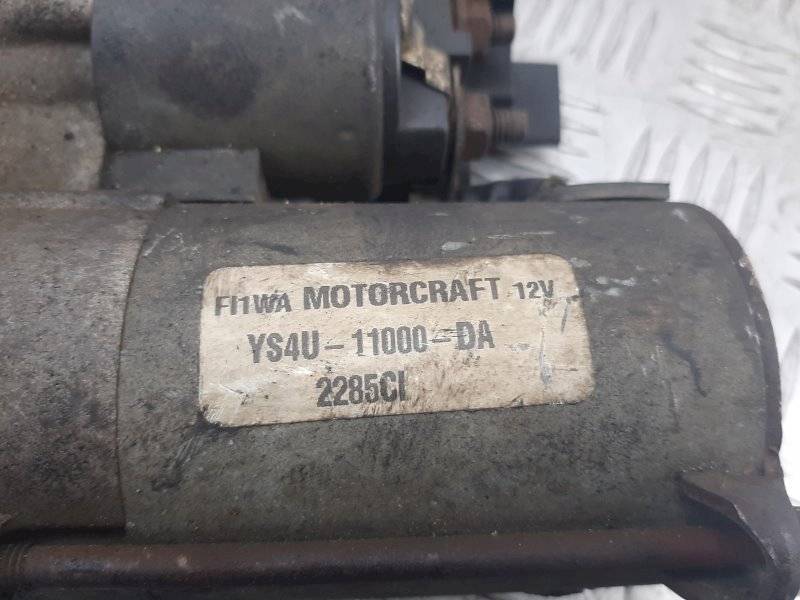 FI1WA MOTORCRAFT 12V
YS4U-11000-DA
2285CI